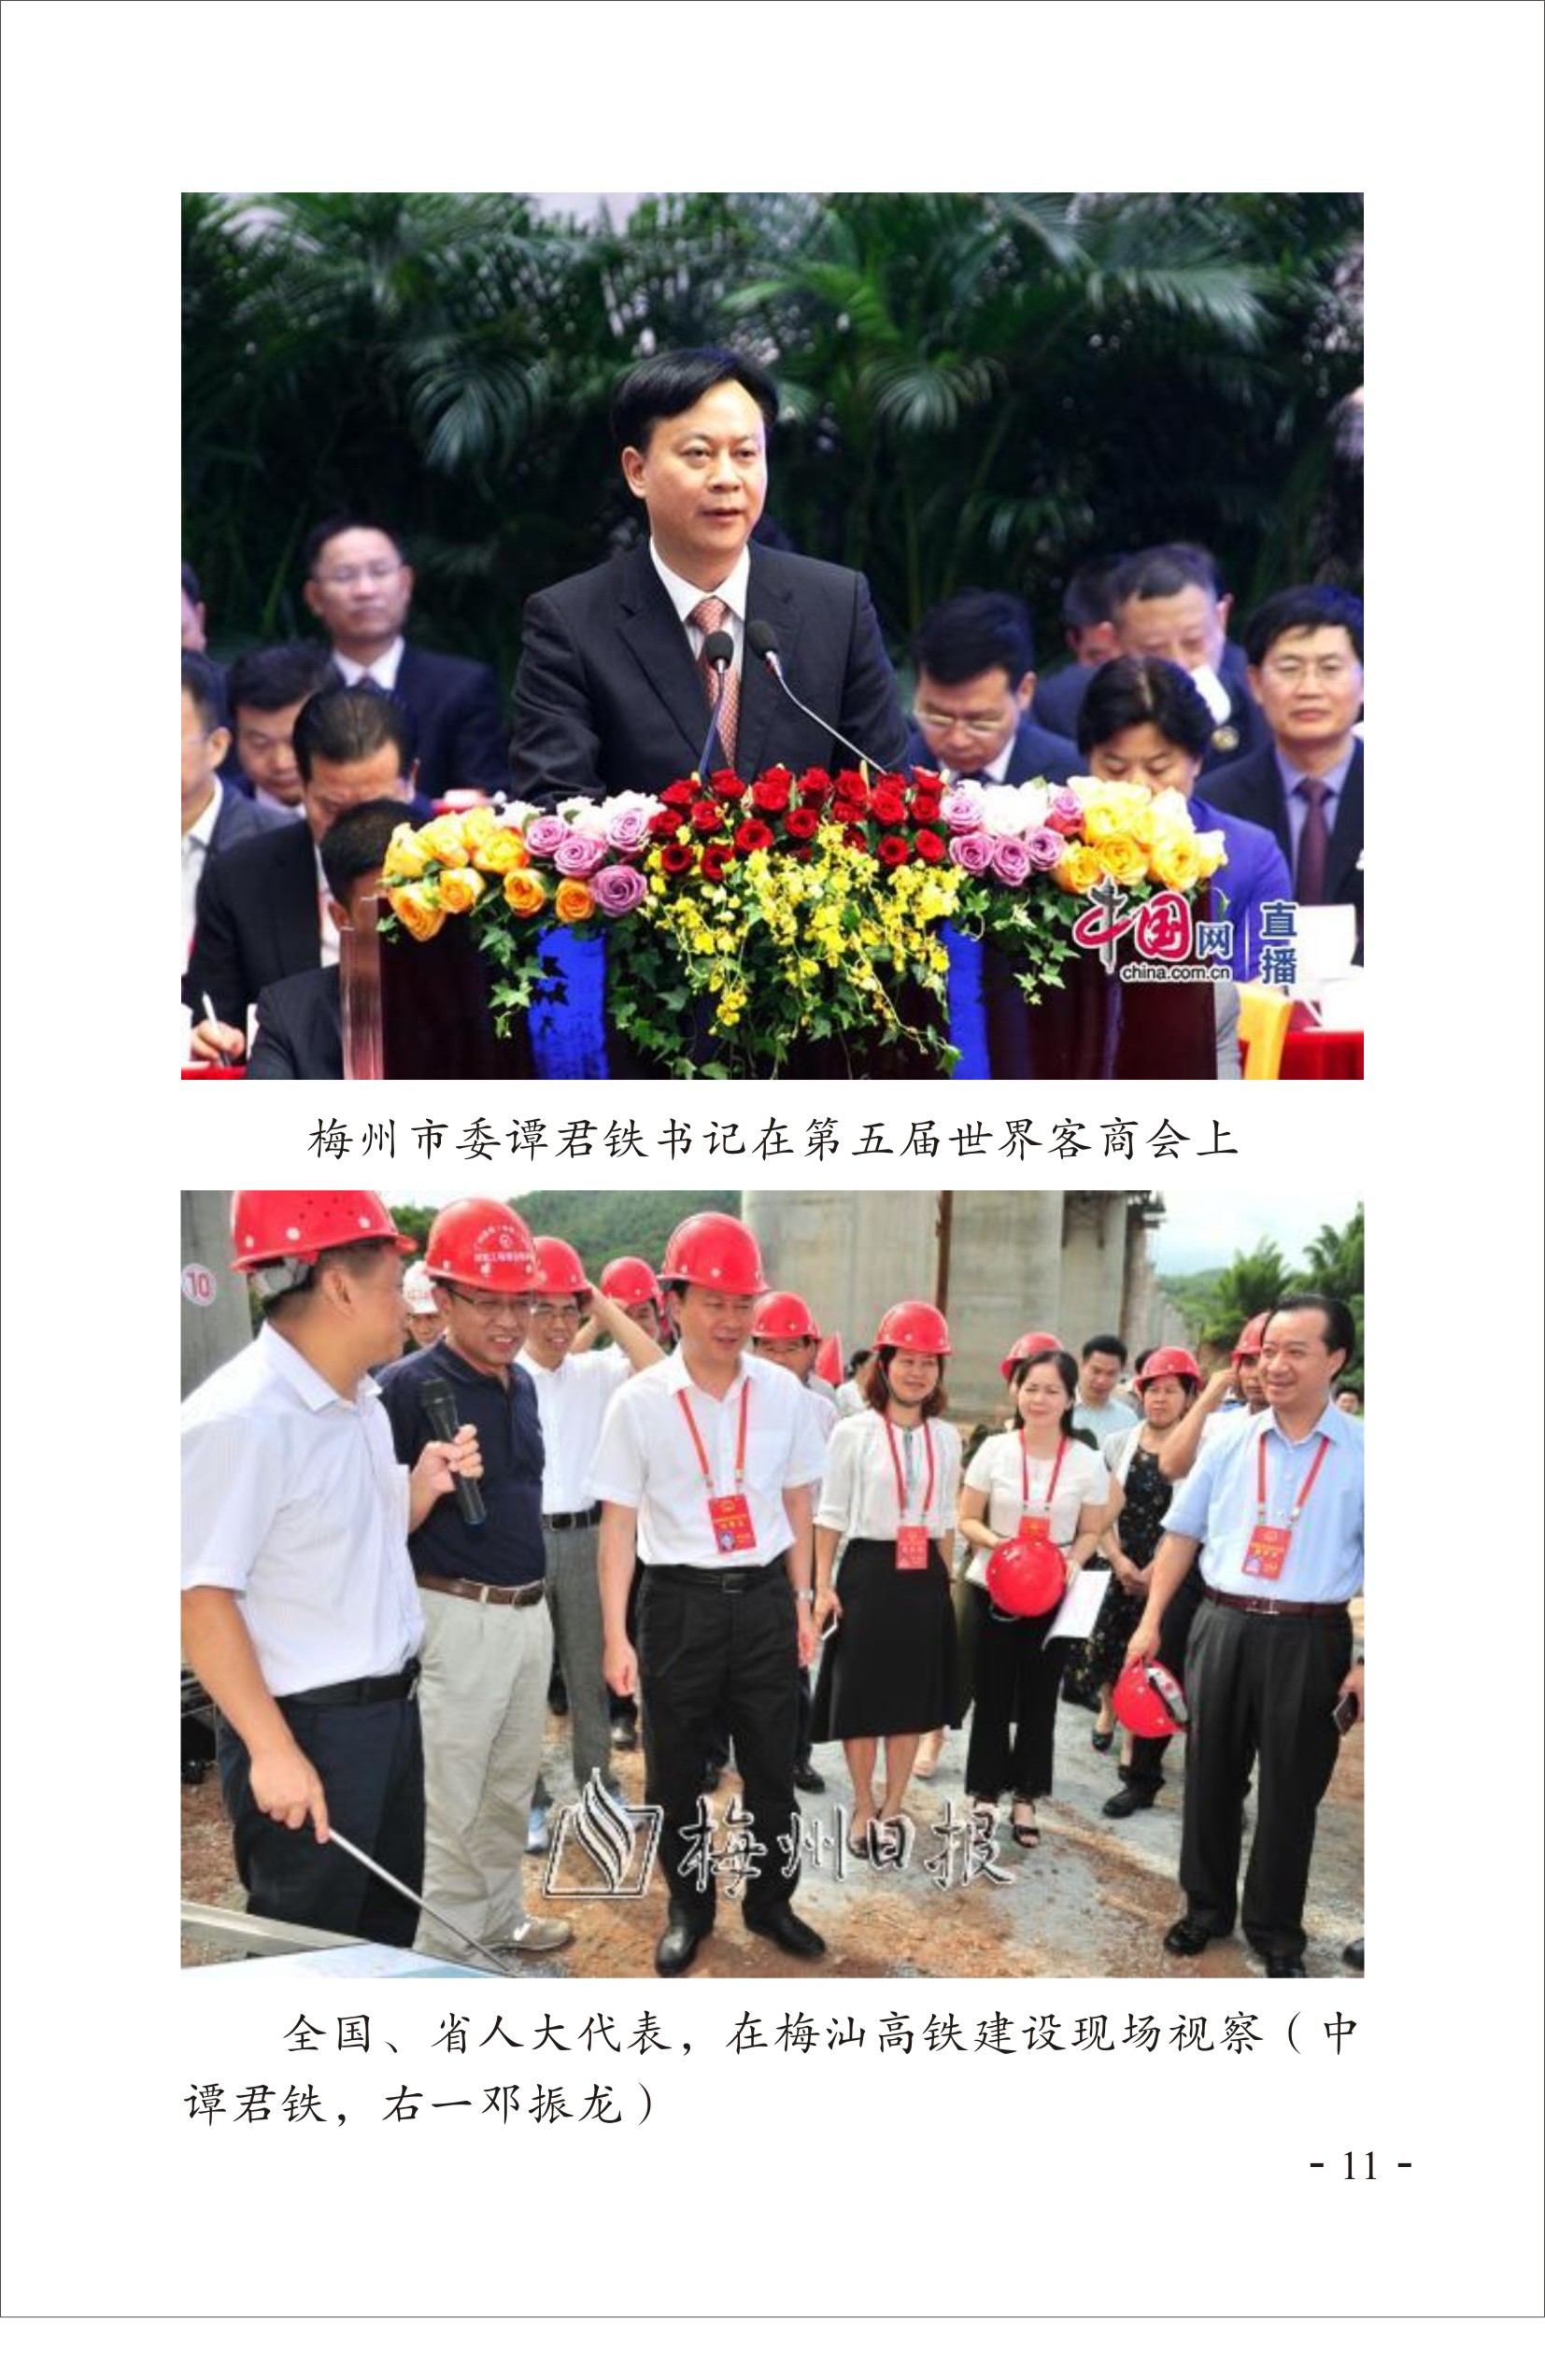 中国网 直播
china.com.cn
梅州市委谭君铁书记在第五届世界客商会上
10
梅州日报
全国、省人大代表，在梅汕高铁建设现场视察（中
谭君铁，右一邓振龙）
- 11 -